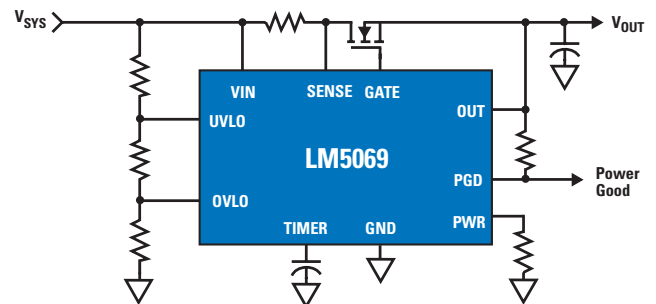 VSYS
VOUT
VIN
SENSE
GATE
UVLO
OUT
LM5069
PGD
Power
Good
OVLO
TIMER
GND
PWR